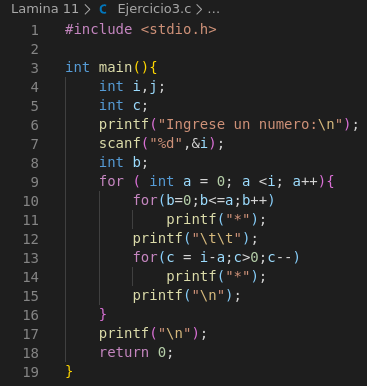 Lamina 11 > C Ejercicio3.c > ...
1 #include <stdio.h>
2
3 int main(){
4 int i,j;
5 int c;
6 printf("Ingrese un numero:\n");
7 scanf("%d",&i);
8 int b;
9 for ( int a = 0; a <i; a++){
10 for(b=0;b<=a;b++)
11 printf("*");
12 printf("\t\t");
13 for(c = i-a;c>0;c--)
14 printf("*");
15 printf("\n");
16 }
17 printf("\n");
18 return 0;
19 }